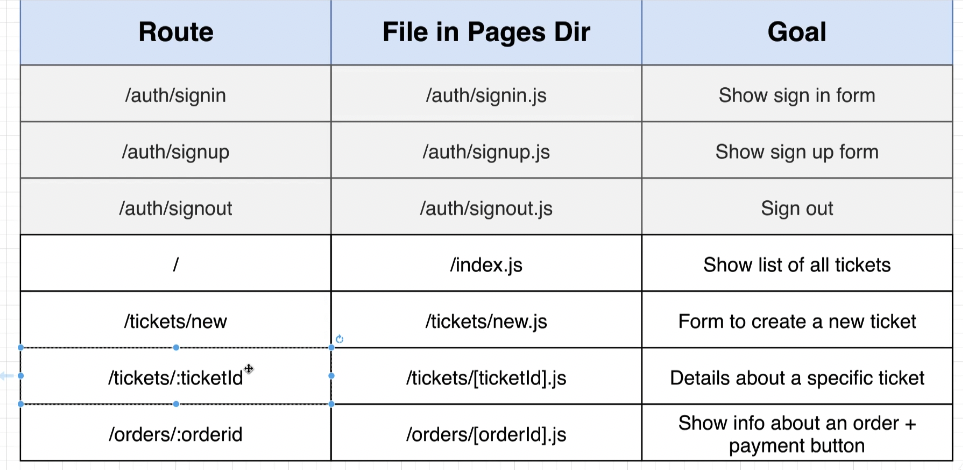 Route File in Pages Dir Goal
/auth/signin /auth/signin.js Show sign in form
/auth/signup /auth/signup.js Show sign up form
/auth/signout /auth/signout.js Sign out
/ /index.js Show list of all tickets
/tickets/new /tickets/new.js Form to create a new ticket
/tickets/:ticketId /tickets/[ticketId].js Details about a specific ticket
/orders/:orderid /orders/[orderId].js Show info about an order +
payment button